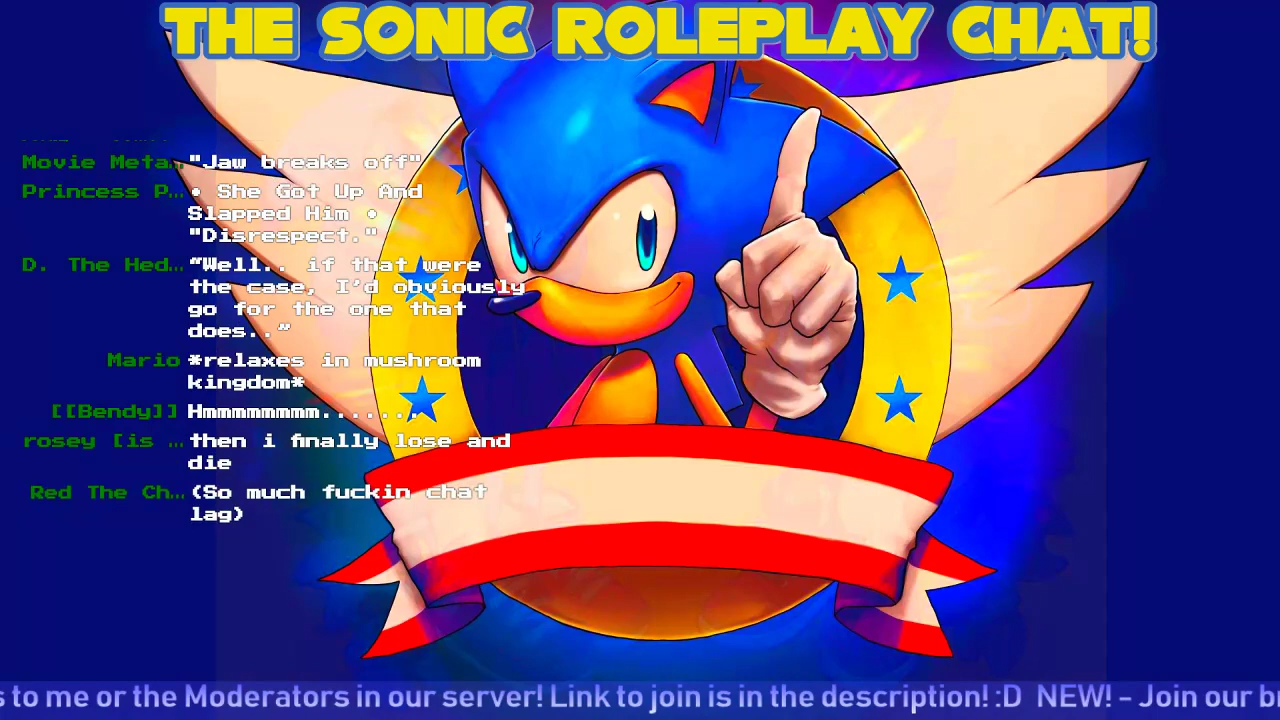 THE SONIC ROLEPLAY CHAT!
Movie Meta... "Jaw breaks off"
Princess P... • She Got Up And
Slapped Him •
"Disrespect."
D. The Hed... “Well.. if that were
the case, I’d obviously
go for the one that
does..”
Mario *relaxes in mushroom
kingdom*
[[Bendy]] Hmmmmmmmm.......
rosey [is ... then i finally lose and
die
Red The Ch... (So much fuckin chat
lag)
s to me or the Moderators in our server! Link to join is in the description! :D NEW! - Join our b